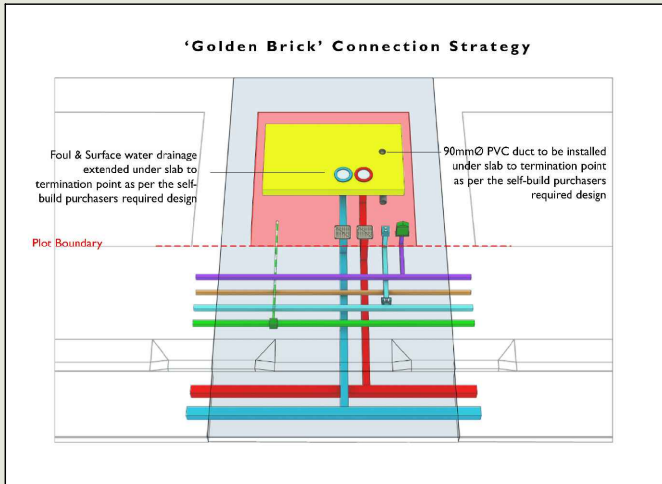 ‘Golden Brick’ Connection Strategy
Foul & Surface water drainage
extended under slab to
termination point as per the self-
build purchasers required design
90mmØ PVC duct to be installed
under slab to termination point
as per the self-build purchasers
required design
Plot Boundary